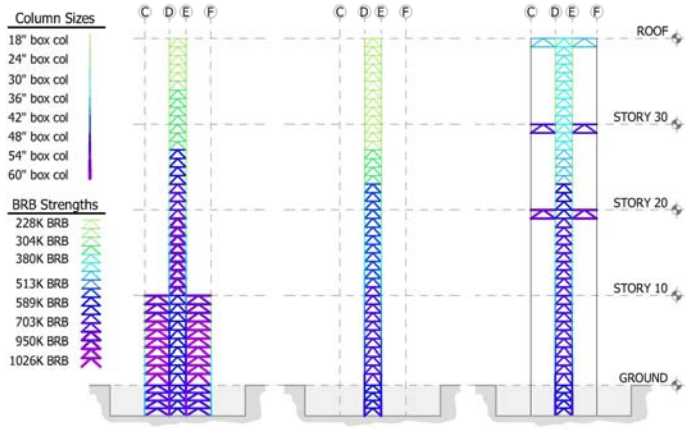 Column Sizes
18" box col
24" box col
30" box col
36" box col
42" box col
48" box col
54" box col
60" box col
BRB Strengths
228K BRB
304K BRB
380K BRB
513K BRB
589K BRB
703K BRB
950K BRB
1026K BRB
C D E F
C D E F
C D E F
ROOF
STORY 30
STORY 20
STORY 10
GROUND